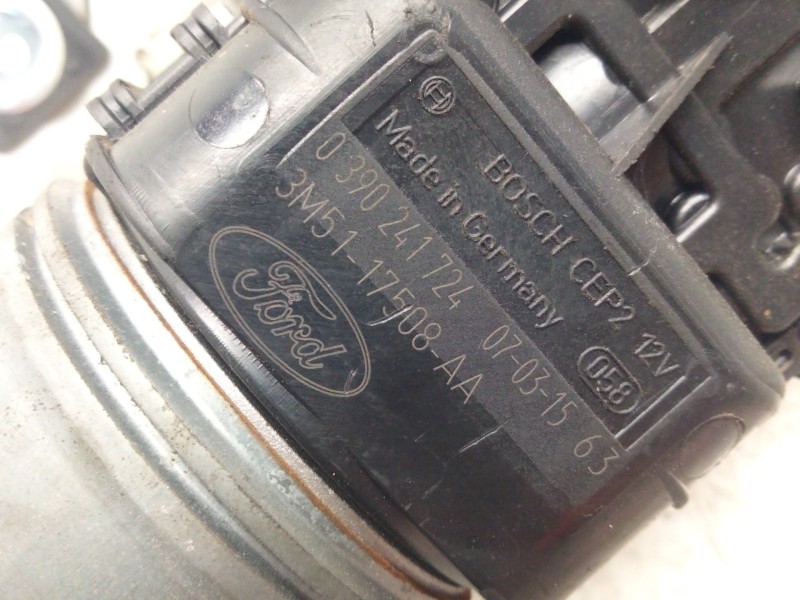 BOSCH CEP2 12V
Made in Germany 058
0 390 241 724 07-03-15 63
3M51-17508-AA
Ford